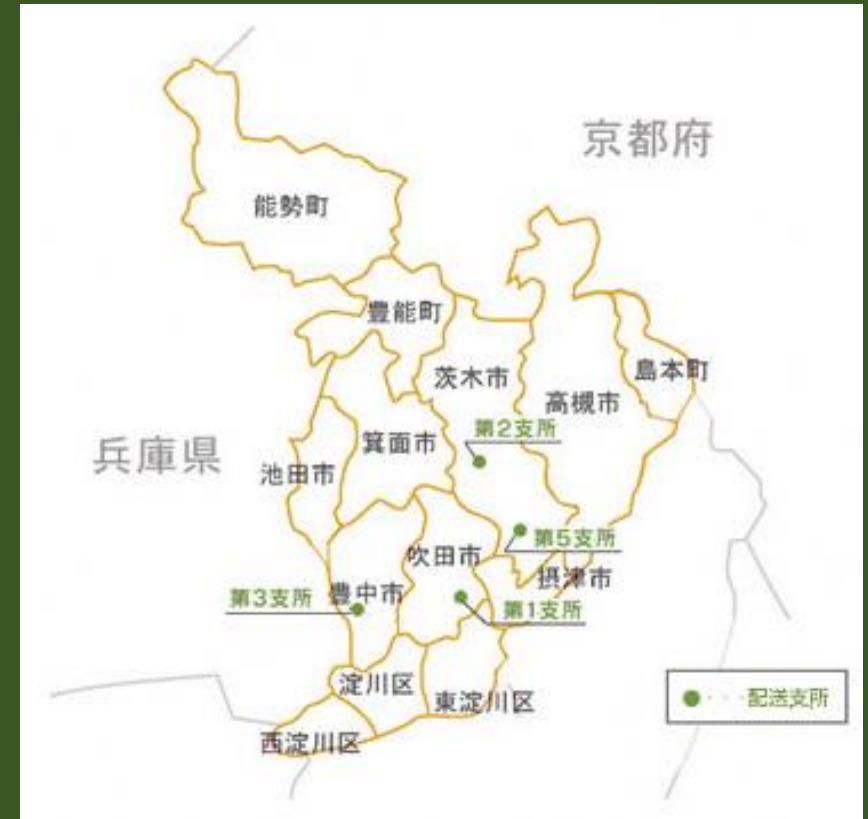 京都府
能勢町
豊能町
茨木市
島本町
高槻市
第2支所
箕面市
兵庫県
池田市
第5支所
吹田市
摂津市
豊中市
第3支所
第1支所
淀川区
東淀川区
西淀川区
●・・・配送支所